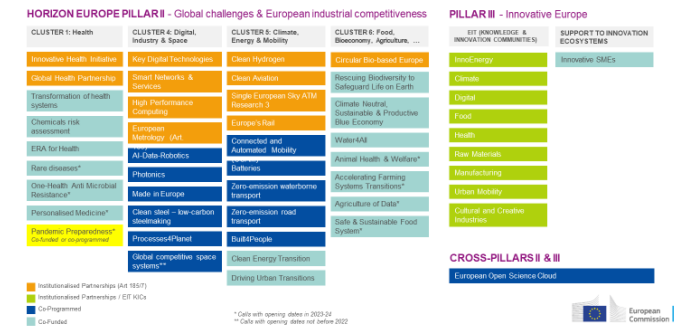 HORIZON EUROPE PILLAR II - Global challenges & European industrial competitiveness
PILLAR III - Innovative Europe
CLUSTER 1: Health
CLUSTER 4: Digital,
Industry & Space
CLUSTER 5: Climate,
Energy & Mobility
CLUSTER 6: Food,
Bioeconomy, Agriculture, ...
EIT (KNOWLEDGE &
INNOVATION COMMUNITIES)
SUPPORT TO INNOVATION
ECOSYSTEMS
Innovative Health Initiative
Global Health Partnership
Transformation of health
systems
Chemicals risk
assessment
ERA for Health
Rare diseases*
One-Health Anti Microbial
Resistance*
Personalised Medicine*
Pandemic Preparedness*
Co-funded or co-programmed
Key Digital Technologies
Smart Networks &
Services
High Performance
Computing
European
Metrology (Art
AI-Data-Robotics
Photonics
Made in Europe
Clean steel – low-carbon
steelmaking
Processes4Planet
Global competitive space
systems**
Clean Hydrogen
Clean Aviation
Single European Sky ATM
Research 3
Europe's Rail
Connected and
Automated Mobility
Batteries
Zero-emission waterborne
transport
Zero-emission road
transport
Built4People
Clean Energy Transition
Driving Urban Transitions
Circular Bio-based Europe
Rescuing Biodiversity to
Safeguard Life on Earth
Climate Neutral,
Sustainable & Productive
Blue Economy
Water4All
Animal Health & Welfare*
Accelerating Farming
Systems Transitions*
Agriculture of Data*
Safe & Sustainable Food
System*
InnoEnergy
Climate
Digital
Food
Health
Raw Materials
Manufacturing
Urban Mobility
Cultural and Creative
Industries
Innovative SMEs
CROSS-PILLARS II & III
European Open Science Cloud
Institutionalised Partnerships (Art 185/7)
Institutionalised Partnerships / EIT KICs
Co-Programmed
Co-Funded
* Calls with opening dates in 2023-24
** Calls with opening dates not before 2022
European
Commission